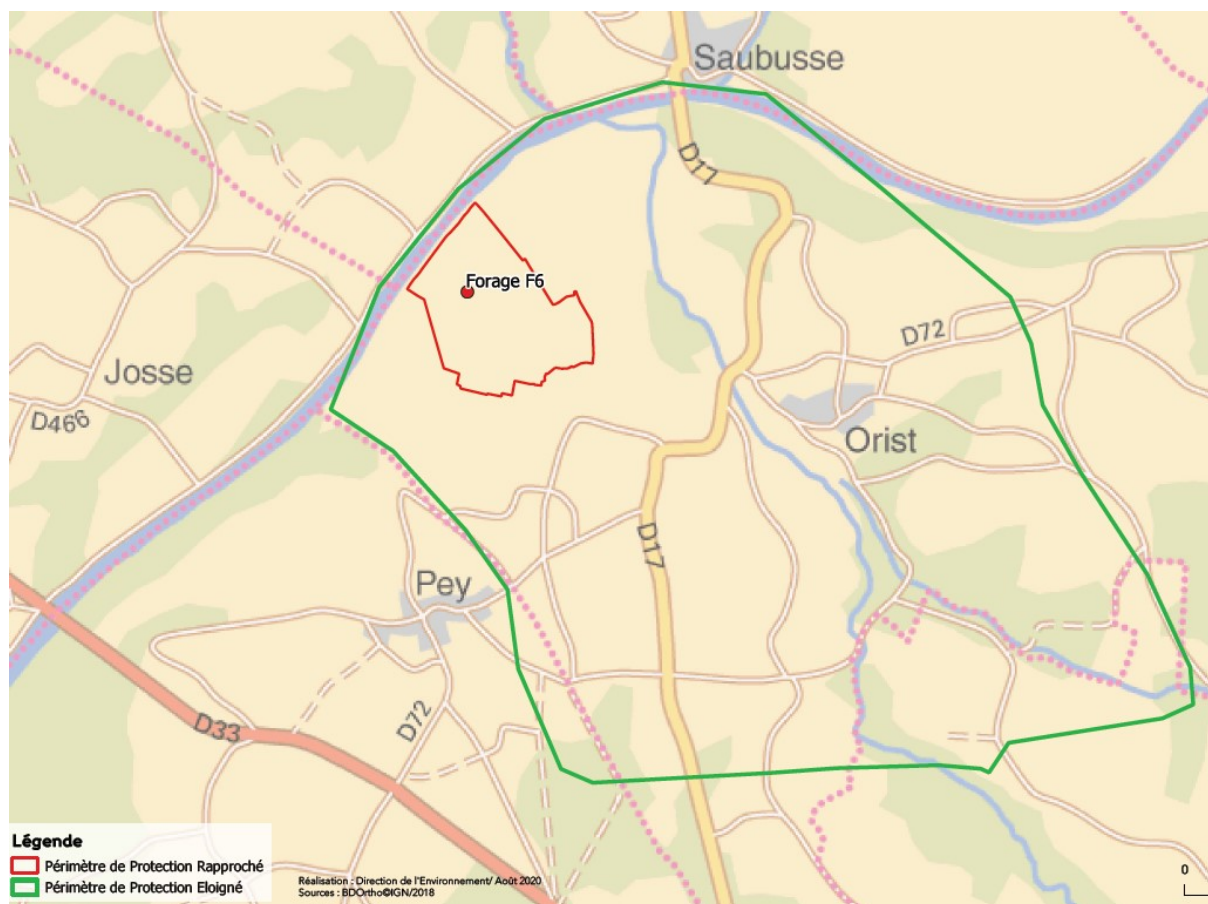 Saubusse
D17
Forage F6
D72
Josse
D466
Orist
D17
Pey
D33
D72
Légende
Périmètre de Protection Rapproché
Périmètre de Protection Eloigné
Réalisation : Direction de l'Environnement/ Août 2020
Sources : BDOrtho©IGN/2018
0